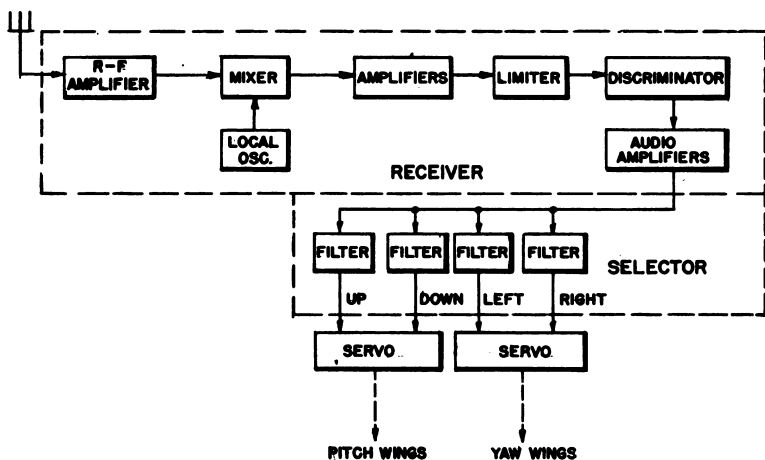 R-F
AMPLIFIER
MIXER
AMPLIFIERS
LIMITER
DISCRIMINATOR
LOCAL
OSC.
AUDIO
AMPLIFIERS
RECEIVER
FILTER
FILTER
FILTER
FILTER
SELECTOR
UP
DOWN
LEFT
RIGHT
SERVO
SERVO
PITCH WINGS
YAW WINGS